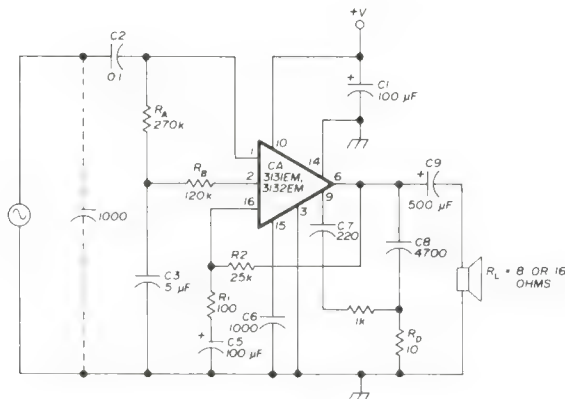 +V
C2
0.1
C1
100 µF
RA
270k
1
10
14
CA
3131EM,
3132EM
6
9
RB
120k
2
16
15
3
C9
500 µF
C7
220
C8
4700
1000
C3
5 µF
R2
25k
R1
100
C6
1000
C5
100 µF
1k
RD
10
RL = 8 OR 16
OHMS